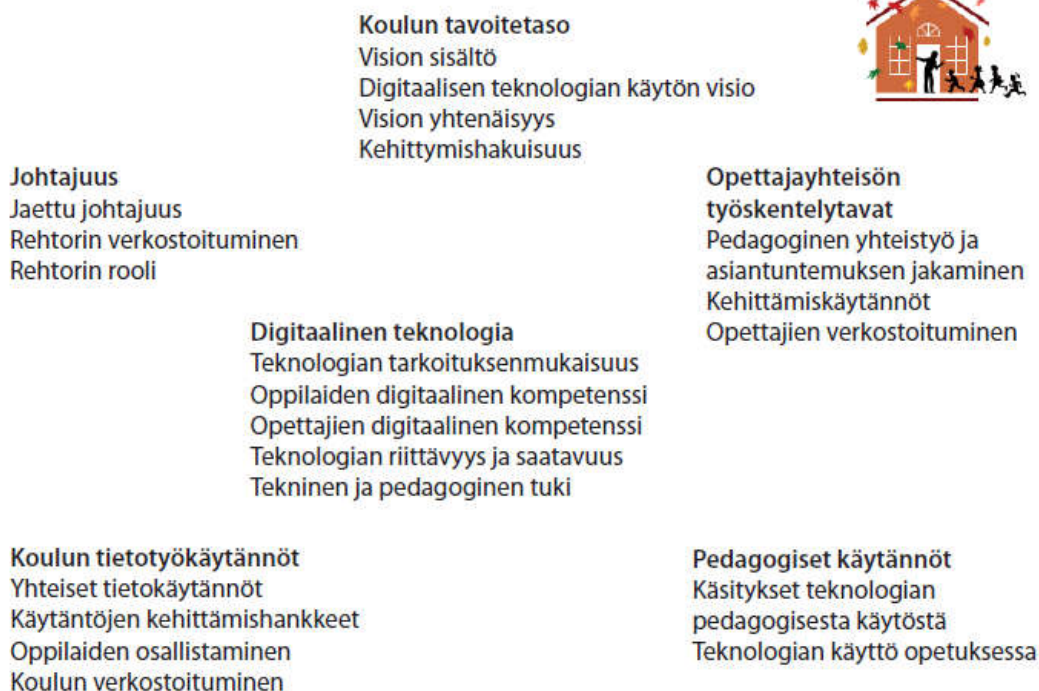 Koulun tavoitetaso
Vision sisältö
Digitaalisen teknologian käytön visio
Vision yhtenäisyys
Kehittymishakuisuus
Johtajuus
Jaettu johtajuus
Rehtorin verkostoituminen
Rehtorin rooli
Opettajayhteisön
työskentelytavat
Pedagoginen yhteistyö ja
asiantuntemuksen jakaminen
Kehittämiskäytännöt
Opettajien verkostoituminen
Digitaalinen teknologia
Teknologian tarkoituksenmukaisuus
Oppilaiden digitaalinen kompetenssi
Opettajien digitaalinen kompetenssi
Teknologian riittävyys ja saatavuus
Tekninen ja pedagoginen tuki
Koulun tietotyökäytännöt
Yhteiset tietokäytännöt
Käytäntöjen kehittämishankkeet
Oppilaiden osallistaminen
Koulun verkostoituminen
Pedagogiset käytännöt
Käsitykset teknologian
pedagogisesta käytöstä
Teknologian käyttö opetuksessa